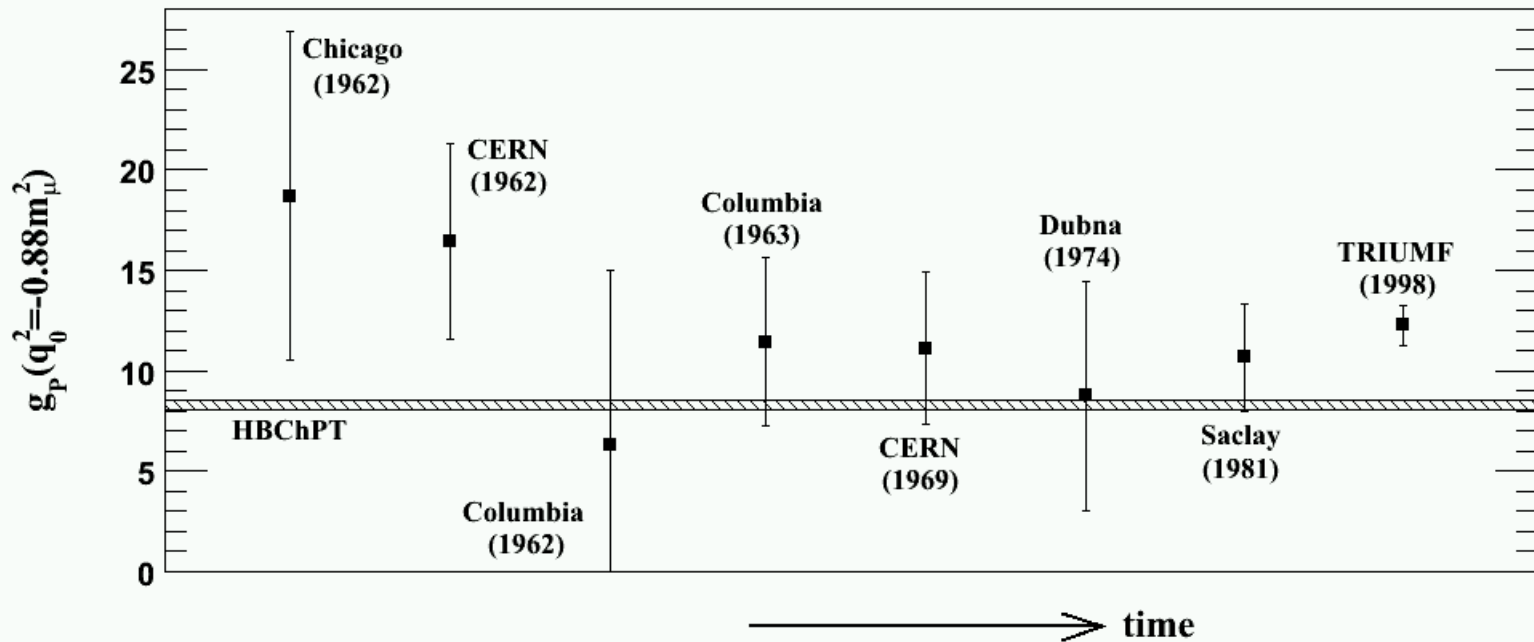 25
20
15
10
5
0
g_P(q_0^2=-0.88m_μ^2)
Chicago
(1962)
CERN
(1962)
Columbia
(1962)
Columbia
(1963)
CERN
(1969)
Dubna
(1974)
Saclay
(1981)
TRIUMF
(1998)
HBChPT
time